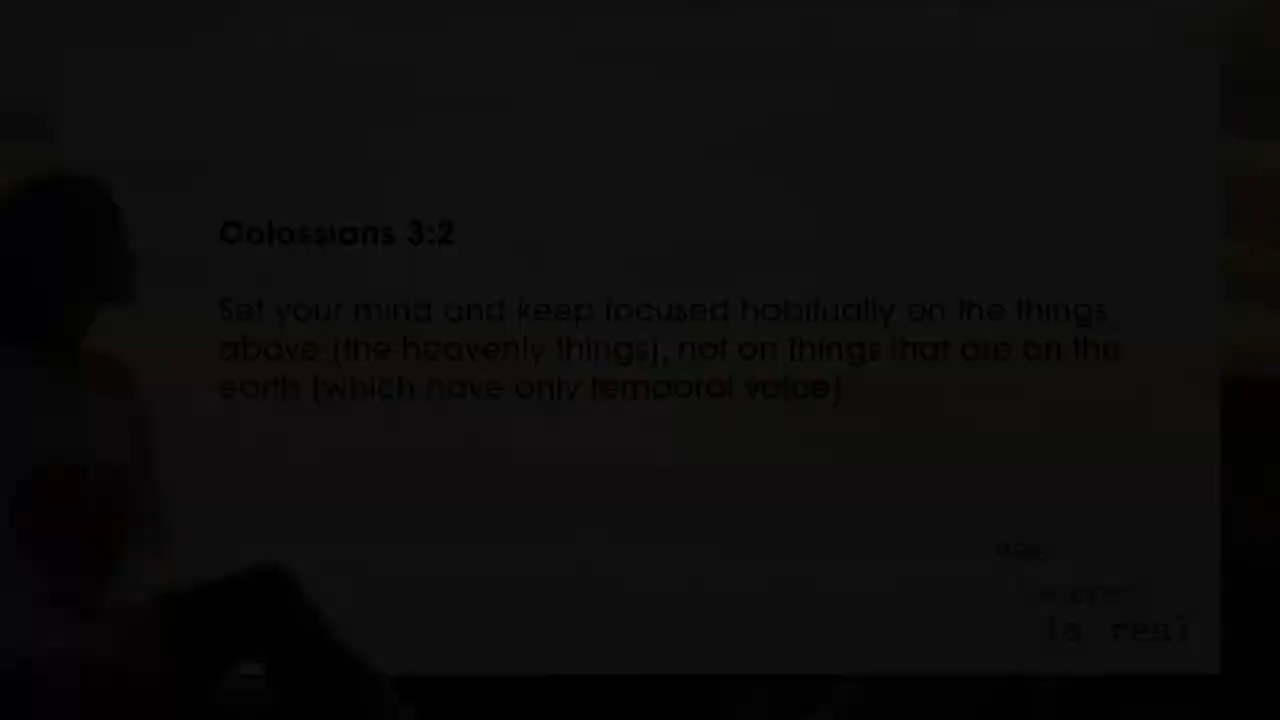 Colossians 3:2
Set your mind and keep focused habitually on the things
above [the heavenly things], not on things that are on the
earth [which have only temporal value]
is real